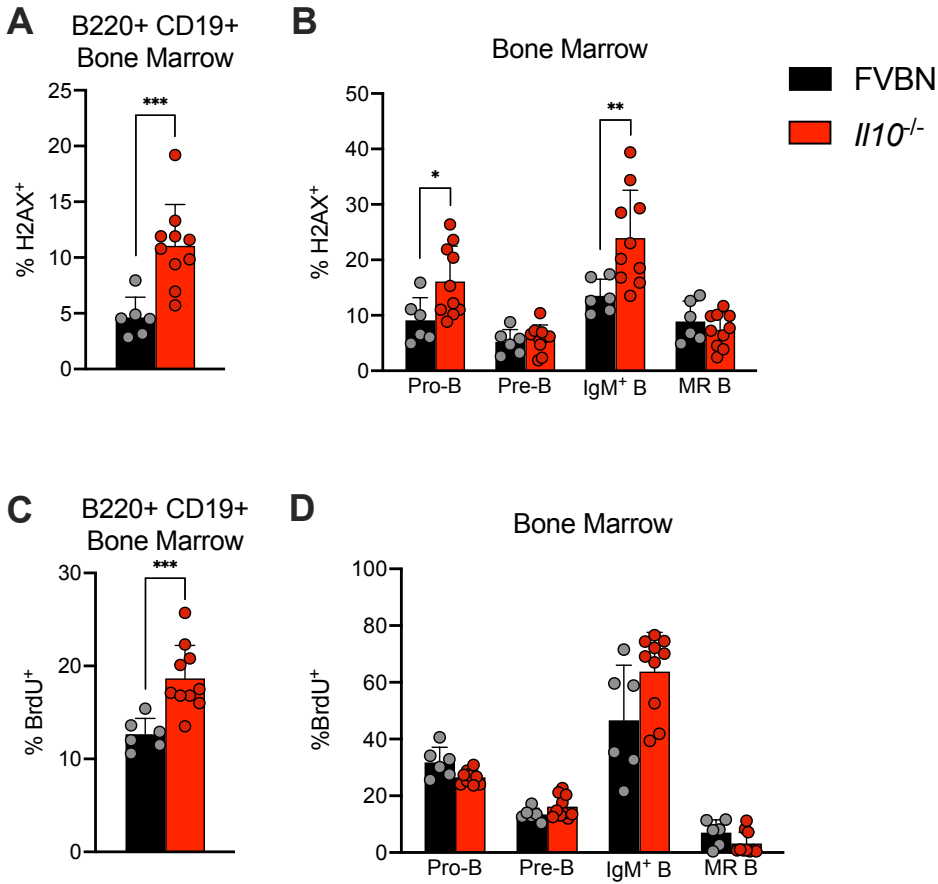 A
B220+ CD19+
Bone Marrow
% H2AX⁺
25
20
15
10
5
0
***
B
Bone Marrow
% H2AX⁺
50
40
30
20
10
0
*
**
Pro-B
Pre-B
IgM⁺ B
MR B
FVBN
Il10⁻/⁻
C
B220+ CD19+
Bone Marrow
% BrdU⁺
30
20
10
0
***
D
Bone Marrow
%BrdU⁺
100
80
60
40
20
0
Pro-B
Pre-B
IgM⁺ B
MR B